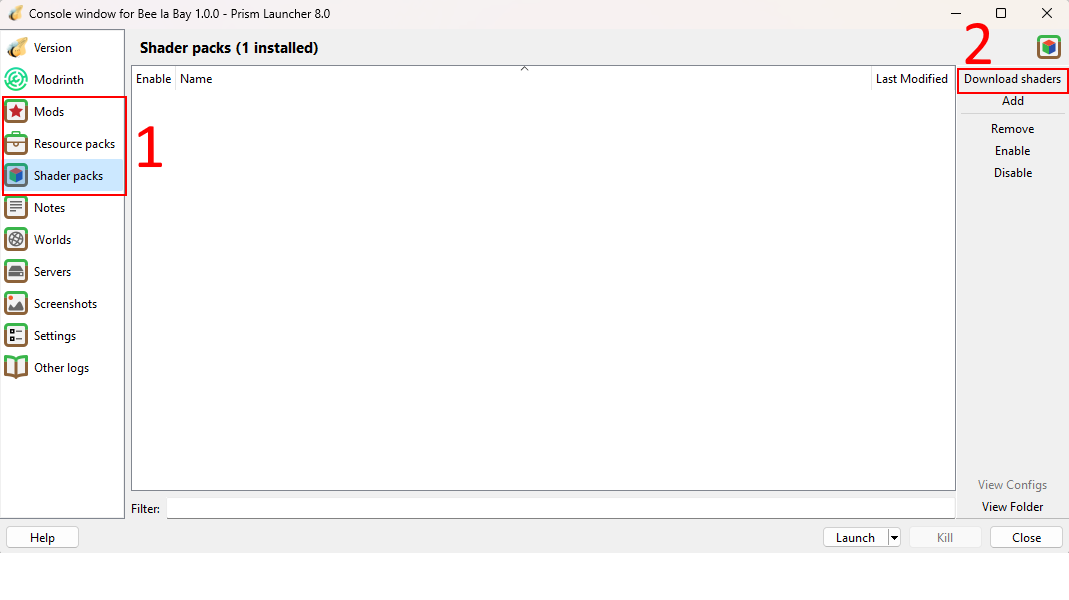 Console window for Bee la Bay 1.0.0 - Prism Launcher 8.0
Version
Modrinth
Mods
Resource packs
Shader packs
Notes
Worlds
Servers
Screenshots
Settings
Other logs
1
Shader packs (1 installed)
Enable Name Last Modified
2
Download shaders
Add
Remove
Enable
Disable
View Configs
View Folder
Filter:
Help
Launch
Kill
Close